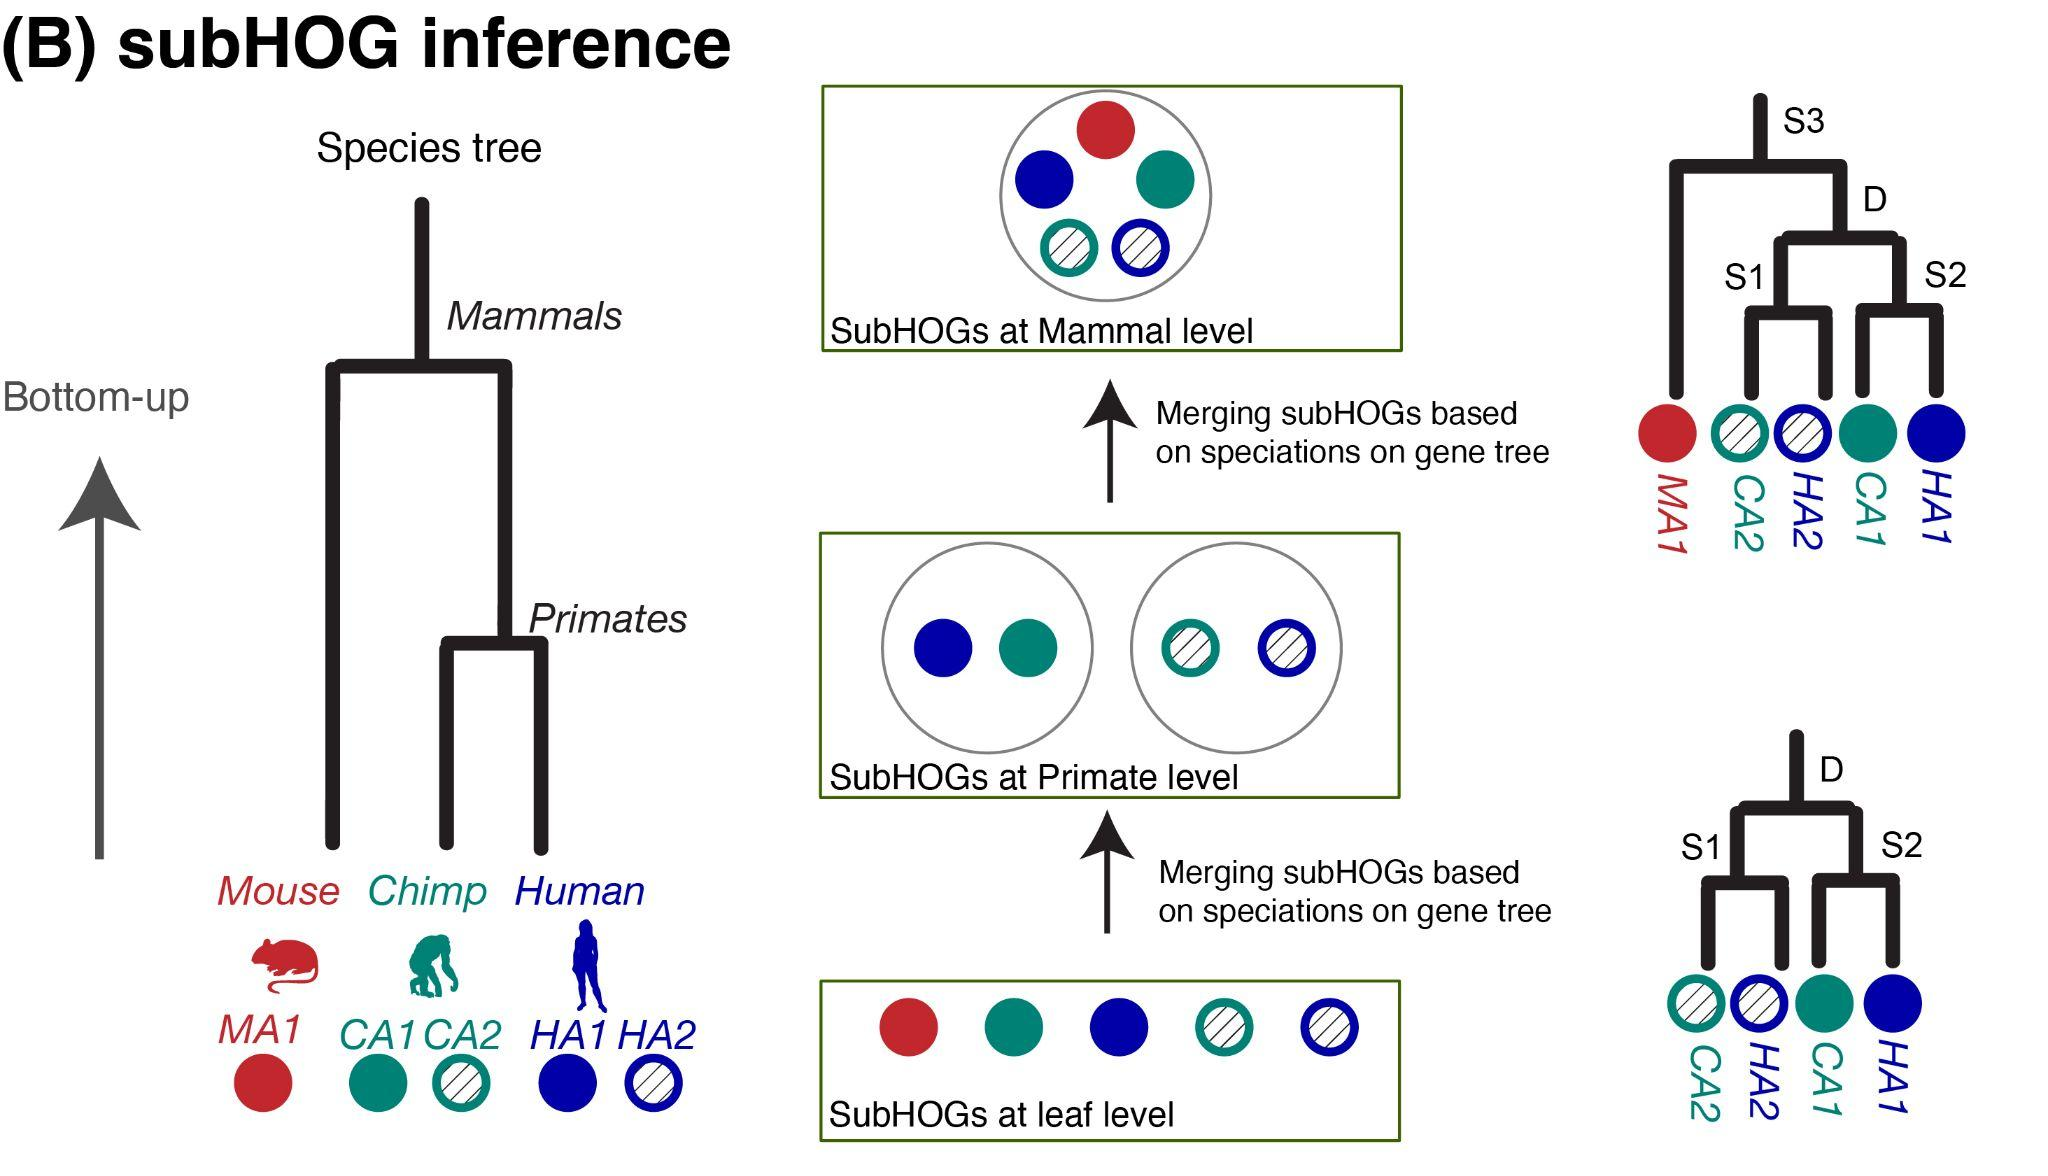 (B) subHOG inference
Species tree
Mammals
Bottom-up
Primates
Mouse Chimp Human
MA1 CA1 CA2 HA1 HA2
SubHOGs at Mammal level
Merging subHOGs based
on speciations on gene tree
SubHOGs at Primate level
Merging subHOGs based
on speciations on gene tree
SubHOGs at leaf level
S3
D
S1 S2
MA1 CA2 HA2 CA1 HA1
D
S1 S2
CA2 HA2 CA1 HA1